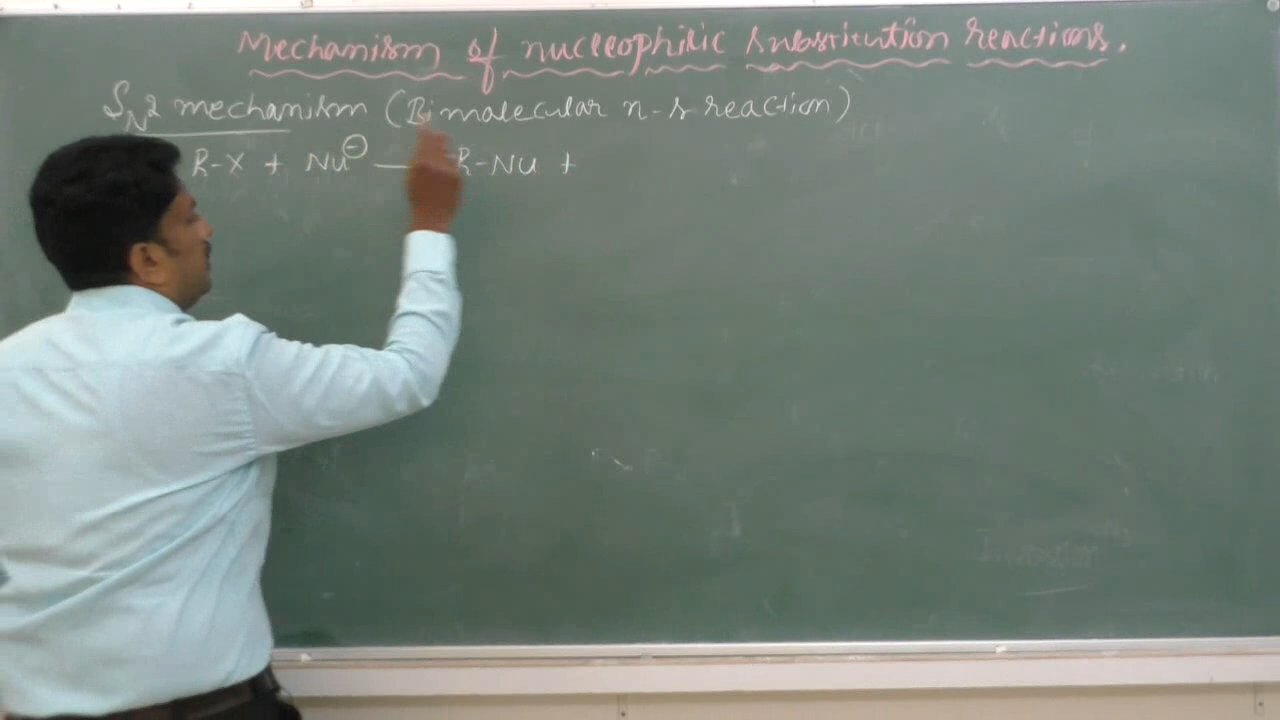 Mechanism of nucleophilic substitution reactions.
SN2 mechanism (Bimolecular n-s reaction)
R-X + Nu⊖ — R-Nu +